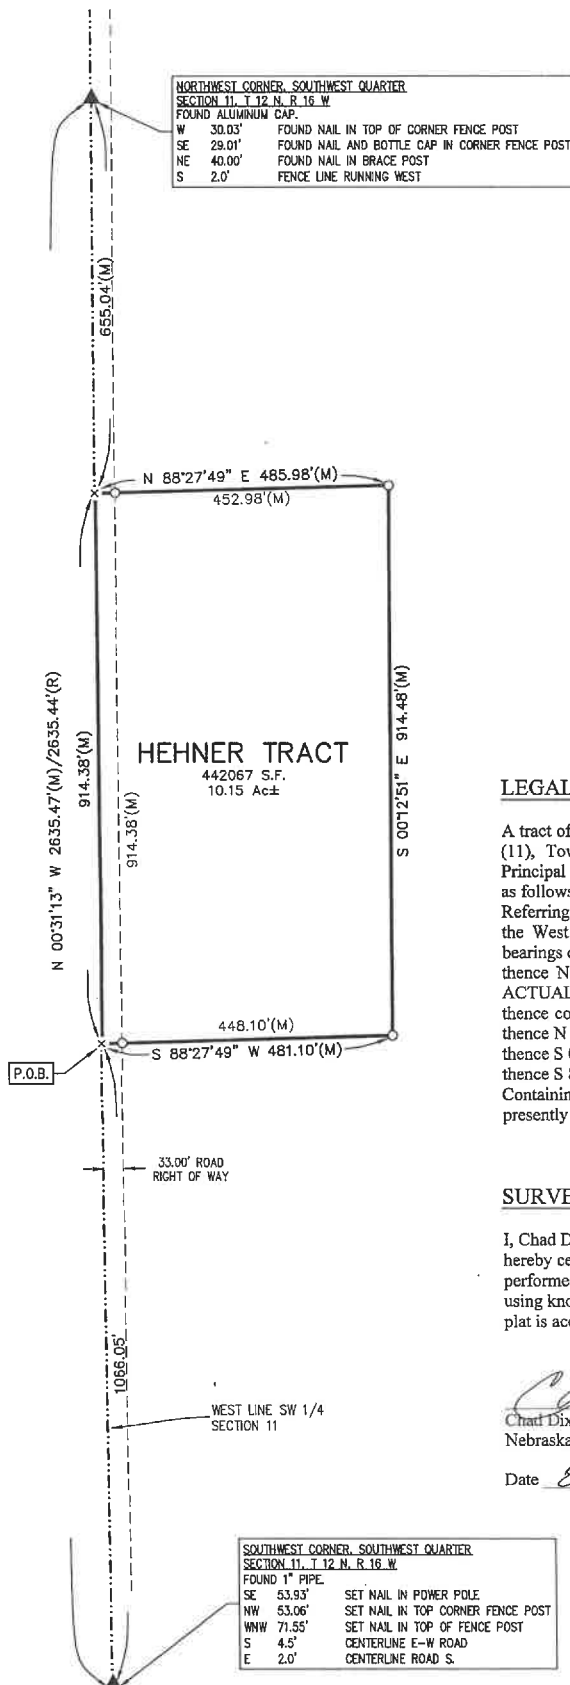 NORTHWEST CORNER, SOUTHWEST QUARTER
SECTION 11, T 12 N, R 16 W
FOUND ALUMINUM CAP.
W 30.03' FOUND NAIL IN TOP OF CORNER FENCE POST
SE 29.01' FOUND NAIL AND BOTTLE CAP IN CORNER FENCE POST
NE 40.00' FOUND NAIL IN BRACE POST
S 2.0' FENCE LINE RUNNING WEST
655.04'(M)
N 88°27'49" E 485.98'(M)
452.98'(M)
N 00°31'13" W 2635.47'(M)/2635.44'(R)
914.38'(M)
914.38'(M)
HEHNER TRACT
442067 S.F.
10.15 Ac±
S 00°12'51" E 914.48'(M)
448.10'(M)
S 88°27'49" W 481.10'(M)
P.O.B.
33.00' ROAD
RIGHT OF WAY
1066.05'
WEST LINE SW 1/4
SECTION 11
LEGAL
A tract of
(11), Tow
Principal
as follows
Referring
the West
bearings o
thence N
ACTUAL
thence co
thence N
thence S 0
thence S 8
Containin
presently
SURVE
I, Chad D
hereby ce
performe
using kno
plat is acc
Chad Dix
Nebraska
Date
SOUTHWEST CORNER, SOUTHWEST QUARTER
SECTION 11, T 12 N, R 16 W
FOUND 1" PIPE.
SE 53.93' SET NAIL IN POWER POLE
NW 53.06' SET NAIL IN TOP CORNER FENCE POST
WNW 71.55' SET NAIL IN TOP OF FENCE POST
S 4.5' CENTERLINE E-W ROAD
E 2.0' CENTERLINE ROAD S.